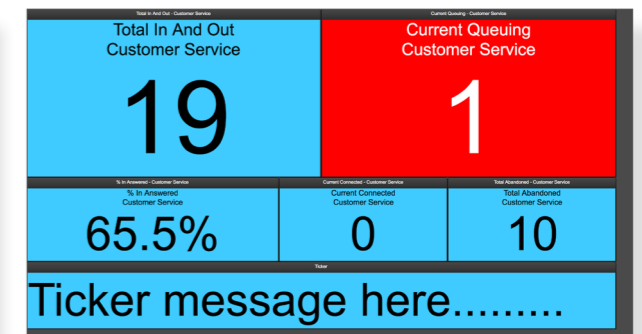 Total In And Out - Customer Service
Current Queuing - Customer Service
Total In And Out
Customer Service
19
Current Queuing
Customer Service
1
% In Answered - Customer Service
Current Connected - Customer Service
Total Abandoned - Customer Service
% In Answered
Customer Service
65.5%
Current Connected
Customer Service
0
Total Abandoned
Customer Service
10
Ticker
Ticker message here.........